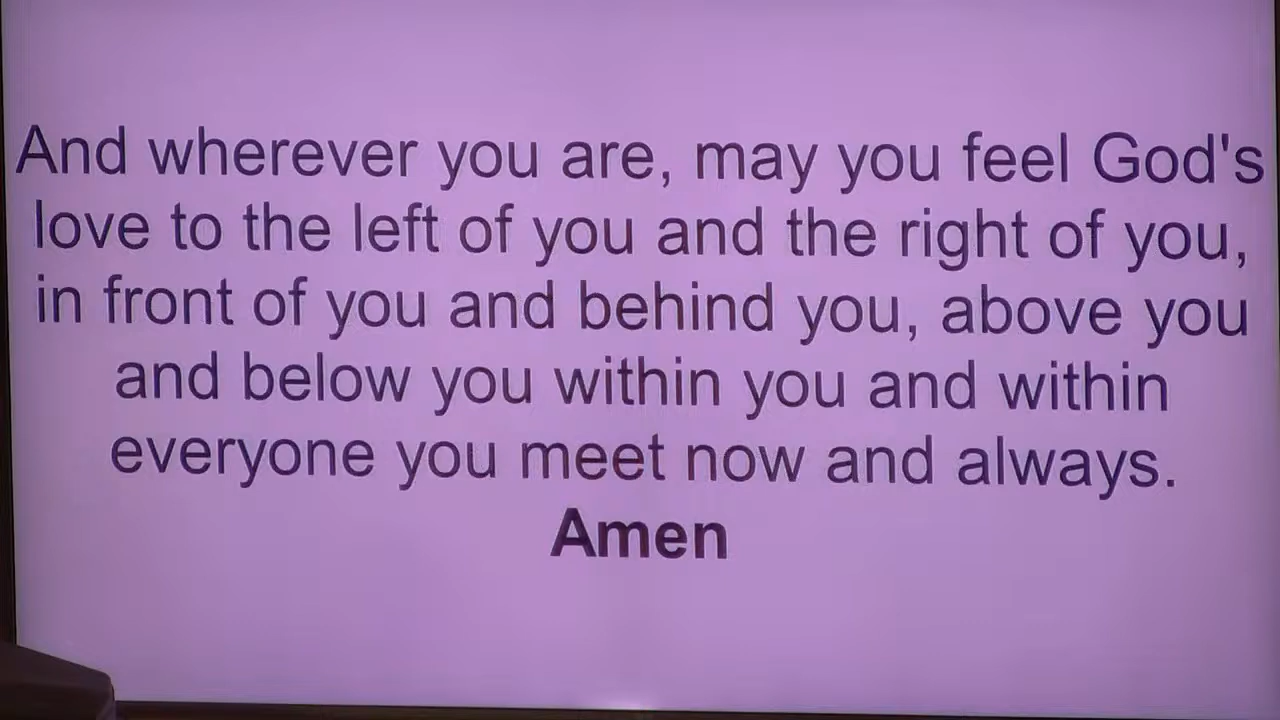 And wherever you are, may you feel God's
love to the left of you and the right of you,
in front of you and behind you, above you
and below you within you and within
everyone you meet now and always.
Amen